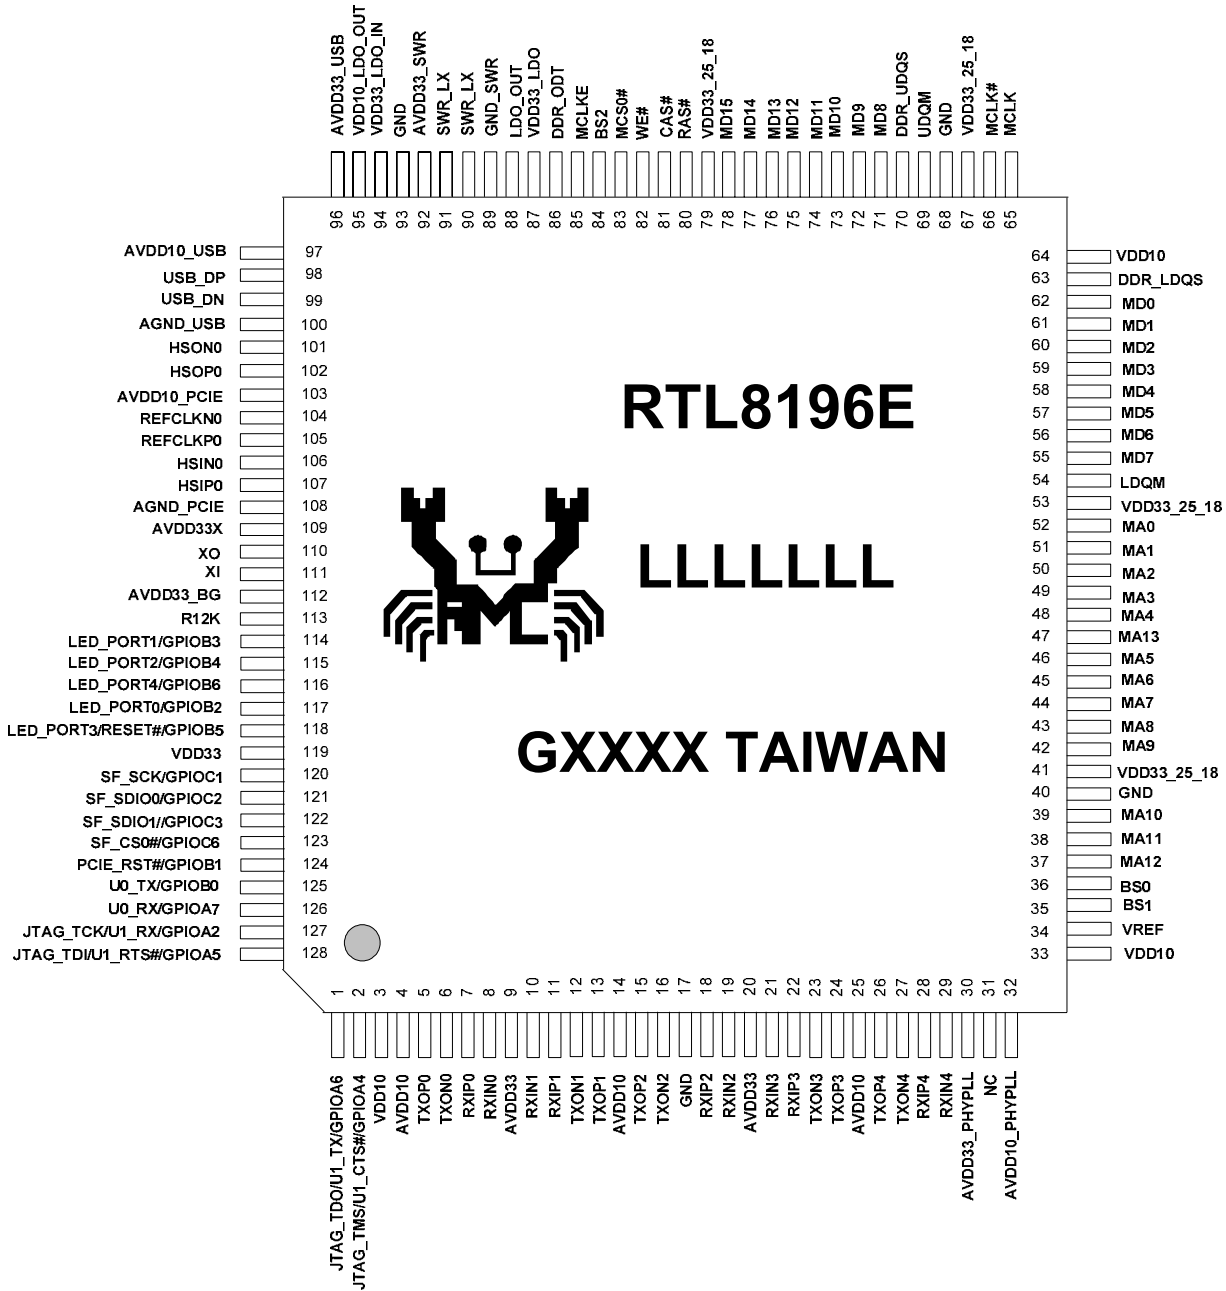 AVDD33_USB
VDD10_LDO_OUT
VDD33_LDO_IN
GND
AVDD33_SWR
SWR_LX
SWR_LX
GND_SWR
LDO_OUT
VDD33_LDO
DDR_ODT
MCLKE
BS2
MCS0#
WE#
CAS#
RAS#
VDD33_25_18
MD15
MD14
MD13
MD12
MD11
MD10
MD9
MD8
DDR_UDQS
UDQM
GND
VDD33_25_18
MCLK#
MCLK
96
95
94
93
92
91
90
89
88
87
86
85
84
83
82
81
80
79
78
77
76
75
74
73
72
71
70
69
68
67
66
65
AVDD10_USB 97
USB_DP 98
USB_DN 99
AGND_USB 100
HSON0 101
HSOP0 102
AVDD10_PCIE 103
REFCLKN0 104
REFCLKP0 105
HSIN0 106
HSIP0 107
AGND_PCIE 108
AVDD33X 109
XO 110
XI 111
AVDD33_BG 112
R12K 113
LED_PORT1/GPIOB3 114
LED_PORT2/GPIOB4 115
LED_PORT4/GPIOB6 116
LED_PORT0/GPIOB2 117
LED_PORT3/RESET#/GPIOB5 118
VDD33 119
SF_SCK/GPIOC1 120
SF_SDIO0/GPIOC2 121
SF_SDIO1//GPIOC3 122
SF_CS0#/GPIOC6 123
PCIE_RST#/GPIOB1 124
U0_TX/GPIOB0 125
U0_RX/GPIOA7 126
JTAG_TCK/U1_RX/GPIOA2 127
JTAG_TDI/U1_RTS#/GPIOA5 128
RTL8196E
LLLLLLL
GXXXX TAIWAN
64 VDD10
63 DDR_LDQS
62 MD0
61 MD1
60 MD2
59 MD3
58 MD4
57 MD5
56 MD6
55 MD7
54 LDQM
53 VDD33_25_18
52 MA0
51 MA1
50 MA2
49 MA3
48 MA4
47 MA13
46 MA5
45 MA6
44 MA7
43 MA8
42 MA9
41 VDD33_25_18
40 GND
39 MA10
38 MA11
37 MA12
36 BS0
35 BS1
34 VREF
33 VDD10
1
2
3
4
5
6
7
8
9
10
11
12
13
14
15
16
17
18
19
20
21
22
23
24
25
26
27
28
29
30
31
32
JTAG_TDO/U1_TX/GPIOA6
JTAG_TMS/U1_CTS#/GPIOA4
VDD10
AVDD10
TXOP0
TXON0
RXIP0
RXIN0
AVDD33
RXIN1
RXIP1
TXON1
TXOP1
AVDD10
TXOP2
TXON2
GND
RXIP2
RXIN2
AVDD33
RXIN3
RXIP3
TXON3
TXOP3
AVDD10
TXOP4
TXON4
RXIP4
RXIN4
AVDD33_PHYPLL
NC
AVDD10_PHYPLL